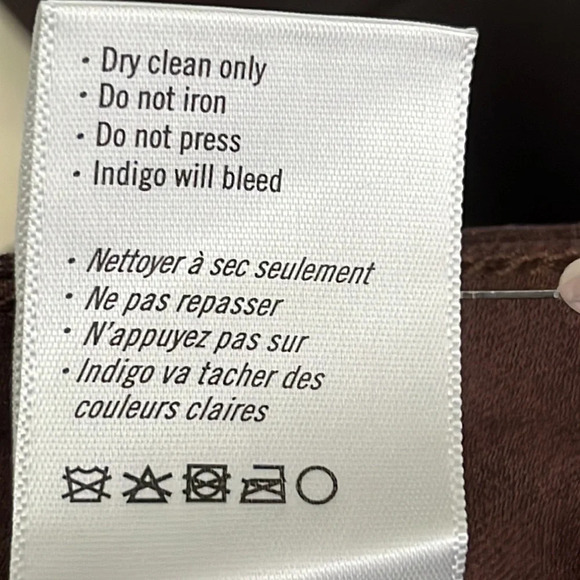 • Dry clean only
• Do not iron
• Do not press
• Indigo will bleed
• Nettoyer à sec seulement
• Ne pas repasser
• N'appuyez pas sur
• Indigo va tacher des
couleurs claires